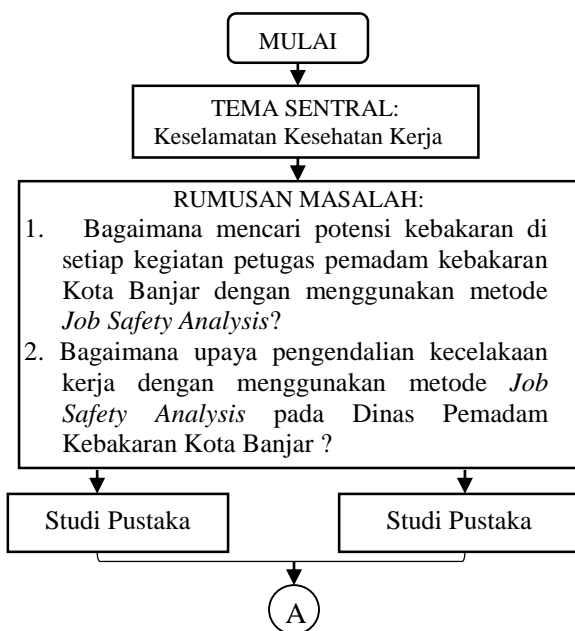 MULAI
TEMA SENTRAL:
Keselamatan Kesehatan Kerja
RUMUSAN MASALAH:
1. Bagaimana mencari potensi kebakaran di
setiap kegiatan petugas pemadam kebakaran
Kota Banjar dengan menggunakan metode
Job Safety Analysis?
2. Bagaimana upaya pengendalian kecelakaan
kerja dengan menggunakan metode Job
Safety Analysis pada Dinas Pemadam
Kebakaran Kota Banjar ?
Studi Pustaka
Studi Pustaka
A